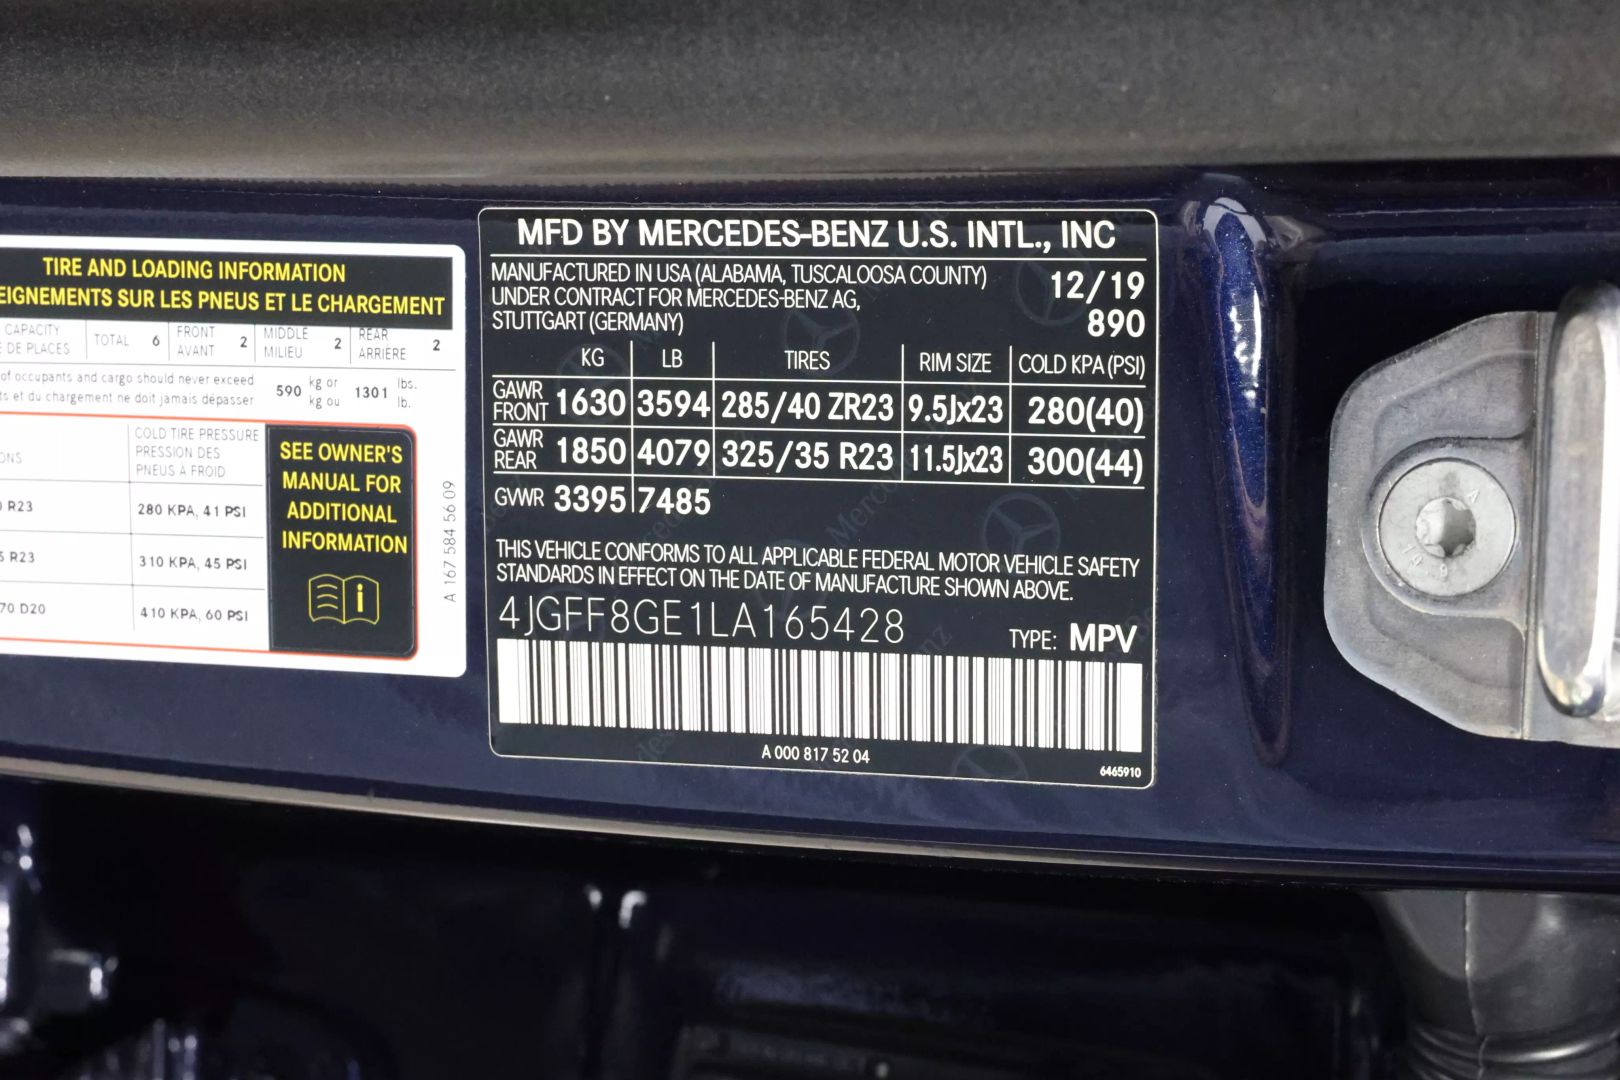 TIRE AND LOADING INFORMATION
EIGNEMENTS SUR LES PNEUS ET LE CHARGEMENT
CAPACITY
DE PLACES
TOTAL 6
FRONT
AVANT 2
MIDDLE
MILIEU 2
REAR
ARRIÈRE 2
of occupants and cargo should never exceed
ts et du chargement ne doit jamais dépasser
590 kg or
kg ou
1301 lbs.
lb.
COLD TIRE PRESSURE
PRESSION DES
PNEUS À FROID
ONS
R23 280 KPA, 41 PSI
R23 310 KPA, 45 PSI
70 D20 410 KPA, 60 PSI
SEE OWNER'S
MANUAL FOR
ADDITIONAL
INFORMATION
A 167 584 56 09
MFD BY MERCEDES-BENZ U.S. INTL., INC
MANUFACTURED IN USA (ALABAMA, TUSCALOOSA COUNTY) 12/19
UNDER CONTRACT FOR MERCEDES-BENZ AG,
STUTTGART (GERMANY) 890
KG LB TIRES RIM SIZE COLD KPA (PSI)
GAWR
FRONT 1630 3594 285/40 ZR23 9.5Jx23 280(40)
GAWR
REAR 1850 4079 325/35 R23 11.5Jx23 300(44)
GVWR 3395 7485
THIS VEHICLE CONFORMS TO ALL APPLICABLE FEDERAL MOTOR VEHICLE SAFETY
STANDARDS IN EFFECT ON THE DATE OF MANUFACTURE SHOWN ABOVE.
4JGFF8GE1LA165428
TYPE: MPV
A 000 817 52 04
6465910